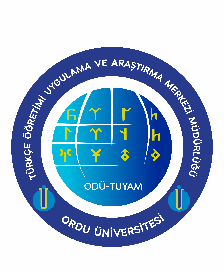 TÜRKÇE ÖĞRETİMİ UYGULAMA VE ARAŞTIRMA MERKEZİ MÜDÜRLÜĞÜ
ODÜ-TUYAM
ORDU ÜNİVERSİTESİ